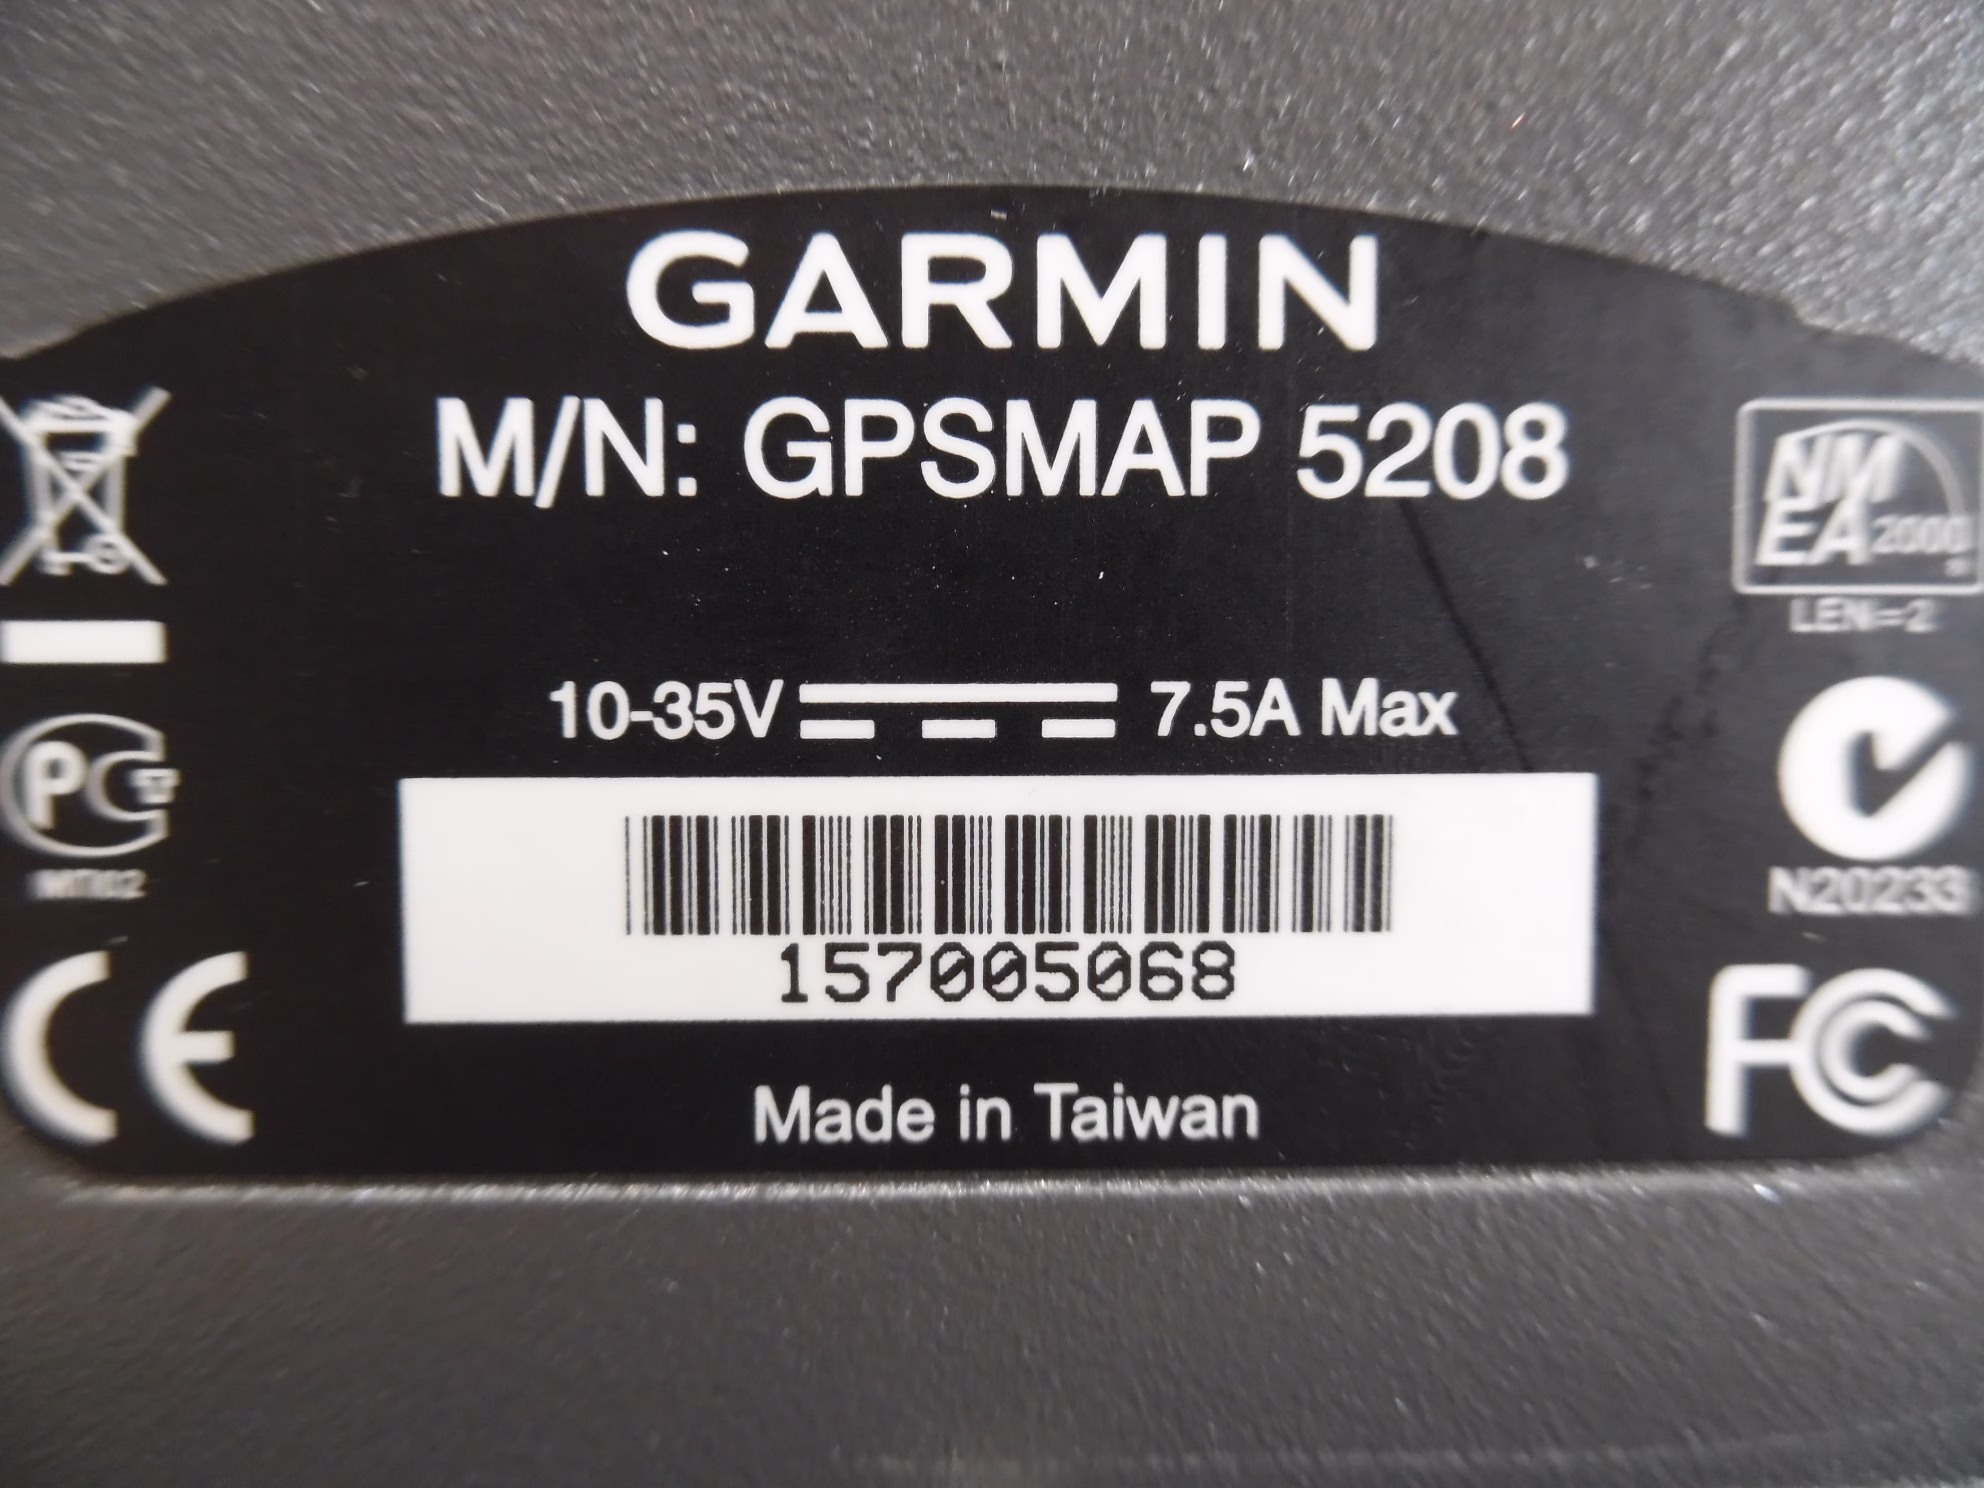 GARMIN
M/N: GPSMAP 5208
NMEA 2000®
LEN=2
10-35V 7.5A Max
PCT
N20233
157005068
CE
FC
Made in Taiwan